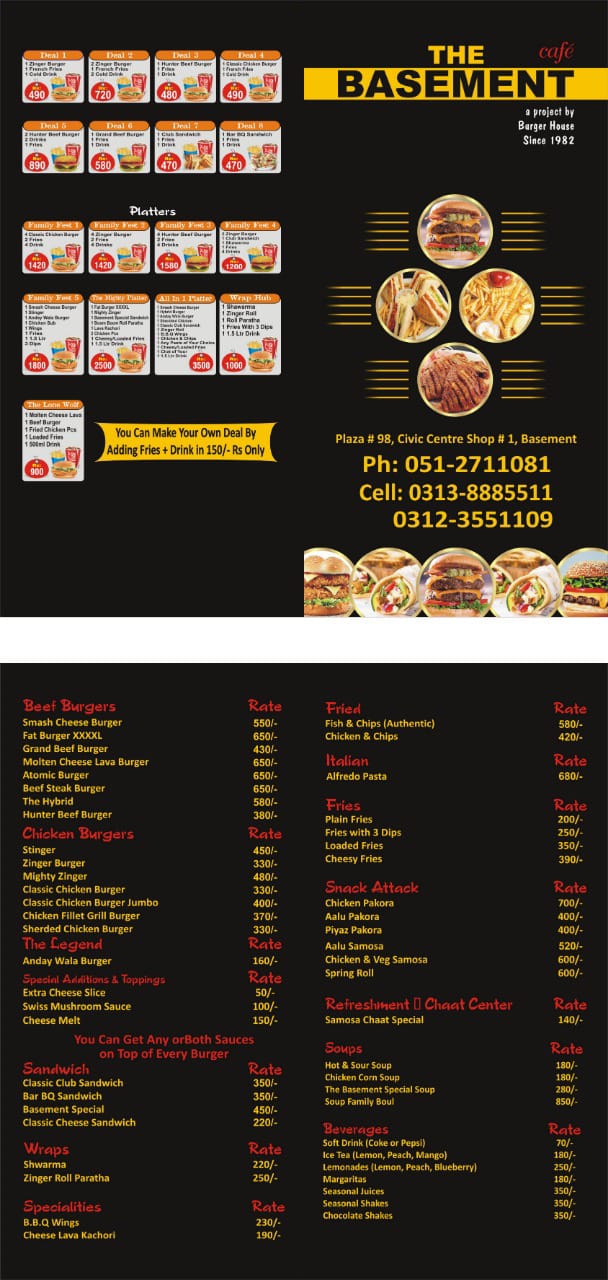 Deal 1
1 Zinger Burger
1 French Fries
1 Cold Drink
Rs:
490
Deal 2
2 Zinger Burger
2 French Fries
2 Cold Drink
Rs:
720
Deal 3
1 Hunter Beef Burger
1 Fries
1 Drink
Rs:
480
Deal 4
1 Classic Chicken Burger
1 French Fries
1 Cold Drink
Rs:
490
Deal 5
2 Hunter Beef Burger
2 Drinks
1 Fries
Rs:
890
Deal 6
1 Grand Beef Burger
1 Fries
1 Drink
Rs:
580
Deal 7
1 Club Sandwich
1 Fries
1 Drink
Rs:
470
Deal 8
1 Bar BQ Sandwich
1 Fries
1 Drink
Rs:
470
Platters
Family Fest 1
4 Classic Chicken Burger
2 Fries
4 Drink
Rs:
1420
Family Fest 2
4 Zinger Burger
2 Fries
4 Drinks
Rs:
1420
Family Fest 3
4 Hunter Beef Burger
2 Fries
4 Drink
Rs:
1580
Family Fest 4
2 Zinger Burger
1 Club Sandwich
1 Shawarma
1 Fries
4 Drinks
Rs:
1200
Family Fest 5
1 Smash Cheese Burger
1 Stinger
1 Anday Wala Burger
1 Chicken Sub
1 Wings
1 Fries
1 1.5 Ltr
3 Dips
Rs:
1800
The Mighty Platter
1 Fat Burger XXXXL
1 Mighty Zinger
1 Basement Special Sandwich
1 Boom Boom Roll Paratha
1 Lava Kachori
2 Chicken Pcs
1 Cheesy/Loaded Fries
1 1.5 Ltr Drink
Rs:
2500
All In 1 Platter
1 Smash Cheese Burger
1 Hybrid Burger
1 Anday Wala Burger
1 Sherded Chicken
1 Classic Club Sandwich
1 Zinger Roll
1 B.B.Q Wings
1 Chicken & Chips
1 Any Pasta of Your Choice
1 Cheesy/Loaded Fries
1 Chat of Your
1 1.5 Ltr Drink
Rs:
3500
Wrap Hub
1 Shawarma
1 Zinger Roll
1 Roll Paratha
1 Fries With 3 Dips
1 1.5 Ltr Drink
Rs:
1000
The Lone Wolf
1 Molten Cheese Lava
1 Beef Burger
1 Fried Chicken Pcs
1 Loaded Fries
1 500ml Drink
Rs:
900
You Can Make Your Own Deal By
Adding Fries + Drink in 150/- Rs Only
THE café
BASEMENT
a project by
Burger House
Since 1982
Plaza # 98, Civic Centre Shop # 1, Basement
Ph: 051-2711081
Cell: 0313-8885511
0312-3551109
Beef Burgers Rate
Smash Cheese Burger 550/-
Fat Burger XXXXL 650/-
Grand Beef Burger 430/-
Molten Cheese Lava Burger 650/-
Atomic Burger 650/-
Beef Steak Burger 650/-
The Hybrid 580/-
Hunter Beef Burger 380/-
Chicken Burgers Rate
Stinger 450/-
Zinger Burger 330/-
Mighty Zinger 480/-
Classic Chicken Burger 330/-
Classic Chicken Burger Jumbo 400/-
Chicken Fillet Grill Burger 370/-
Sherded Chicken Burger 330/-
The Legend Rate
Anday Wala Burger 160/-
Special Additions & Toppings Rate
Extra Cheese Slice 50/-
Swiss Mushroom Sauce 100/-
Cheese Melt 150/-
You Can Get Any orBoth Sauces
on Top of Every Burger
Sandwich Rate
Classic Club Sandwich 350/-
Bar BQ Sandwich 350/-
Basement Special 450/-
Classic Cheese Sandwich 220/-
Wraps Rate
Shwarma 220/-
Zinger Roll Paratha 250/-
Specialities Rate
B.B.Q Wings 230/-
Cheese Lava Kachori 190/-
Fried Rate
Fish & Chips (Authentic) 580/-
Chicken & Chips 420/-
Italian Rate
Alfredo Pasta 680/-
Fries Rate
Plain Fries 200/-
Fries with 3 Dips 250/-
Loaded Fries 350/-
Cheesy Fries 390/-
Snack Attack Rate
Chicken Pakora 700/-
Aalu Pakora 400/-
Piyaz Pakora 400/-
Aalu Samosa 520/-
Chicken & Veg Samosa 600/-
Spring Roll 600/-
Refreshment Chaat Center Rate
Samosa Chaat Special 140/-
Soups Rate
Hot & Sour Soup 180/-
Chicken Corn Soup 180/-
The Basement Special Soup 280/-
Soup Family Boul 850/-
Beverages Rate
Soft Drink (Coke or Pepsi) 70/-
Ice Tea (Lemon, Peach, Mango) 180/-
Lemonades (Lemon, Peach, Blueberry) 250/-
Margaritas 180/-
Seasonal Juices 350/-
Seasonal Shakes 350/-
Chocolate Shakes 350/-